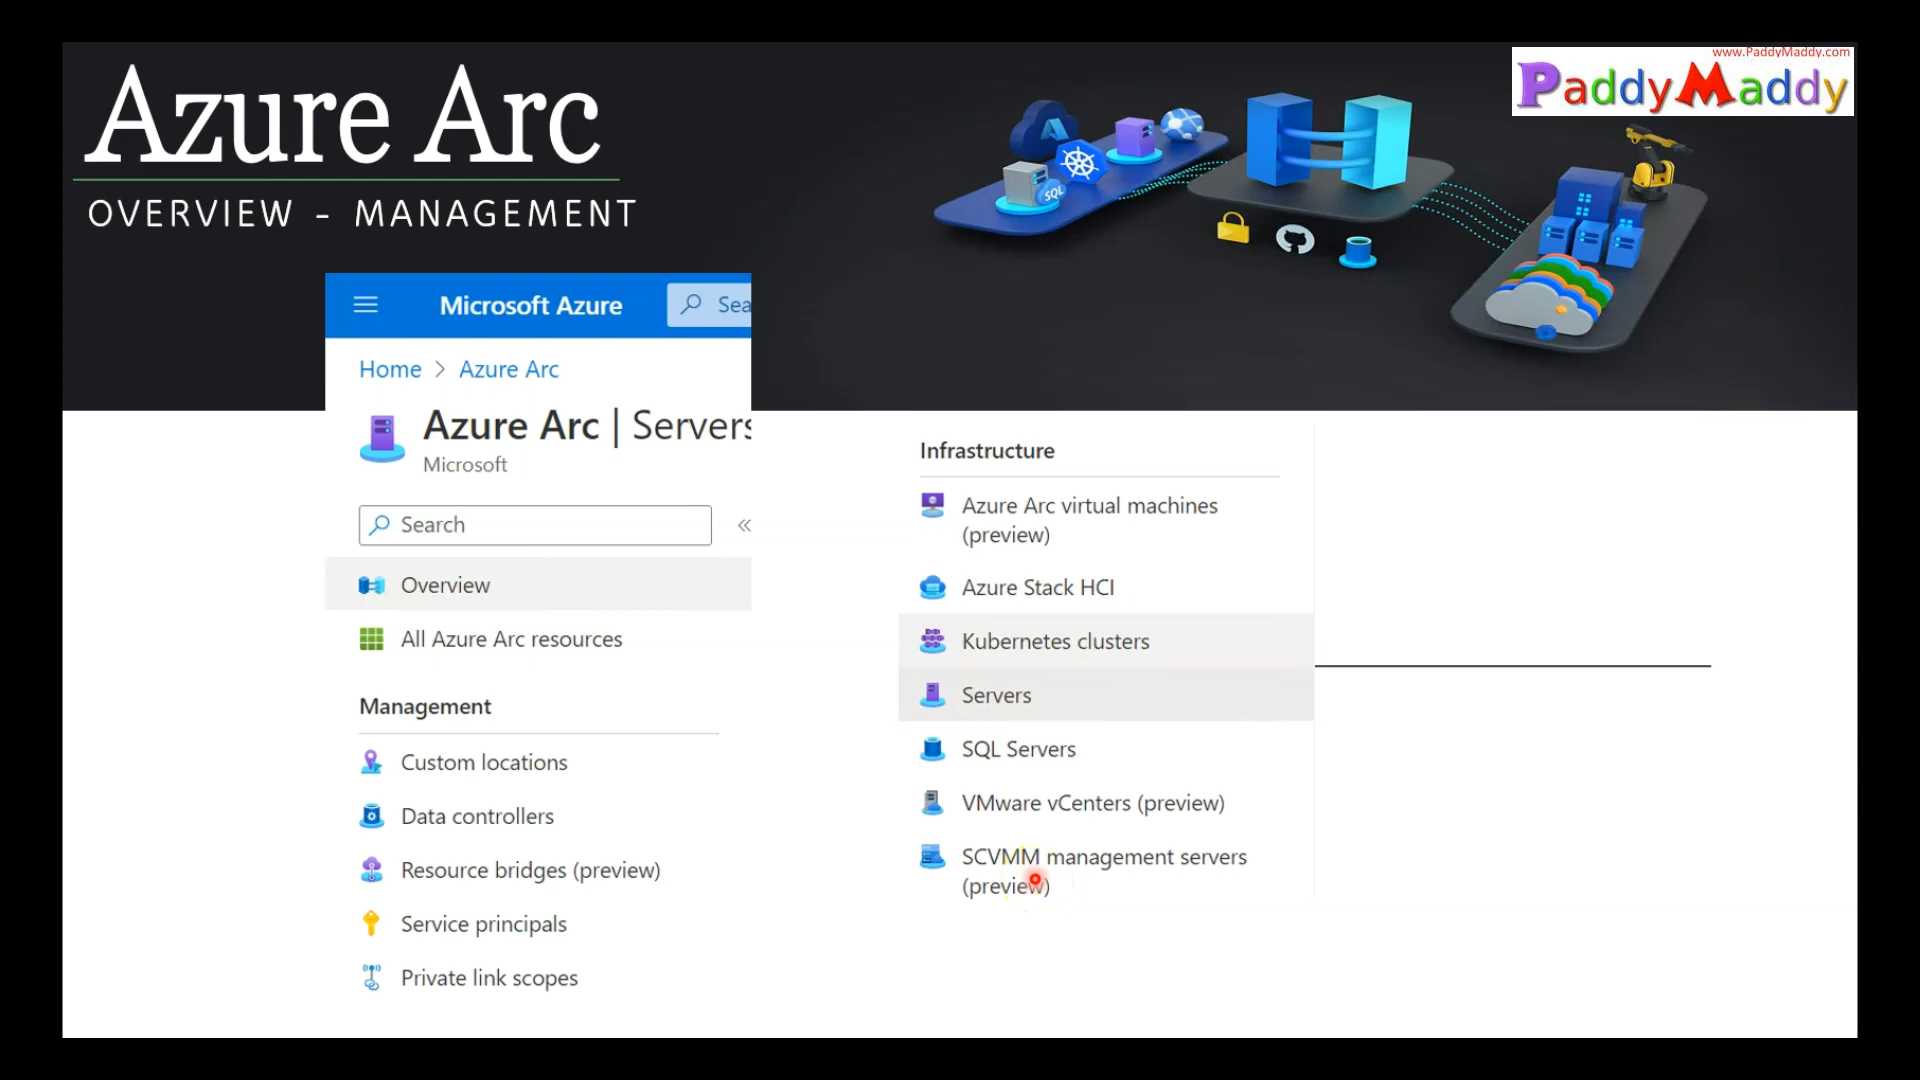 Azure Arc
OVERVIEW - MANAGEMENT
www.PaddyMaddy.com
PaddyMaddy
SQL
Microsoft Azure
Sea
Home > Azure Arc
Azure Arc | Servers
Microsoft
Search
«
Overview
All Azure Arc resources
Management
Custom locations
Data controllers
Resource bridges (preview)
Service principals
Private link scopes
Infrastructure
Azure Arc virtual machines
(preview)
Azure Stack HCI
Kubernetes clusters
Servers
SQL Servers
VMware vCenters (preview)
SCVMM management servers
(preview)